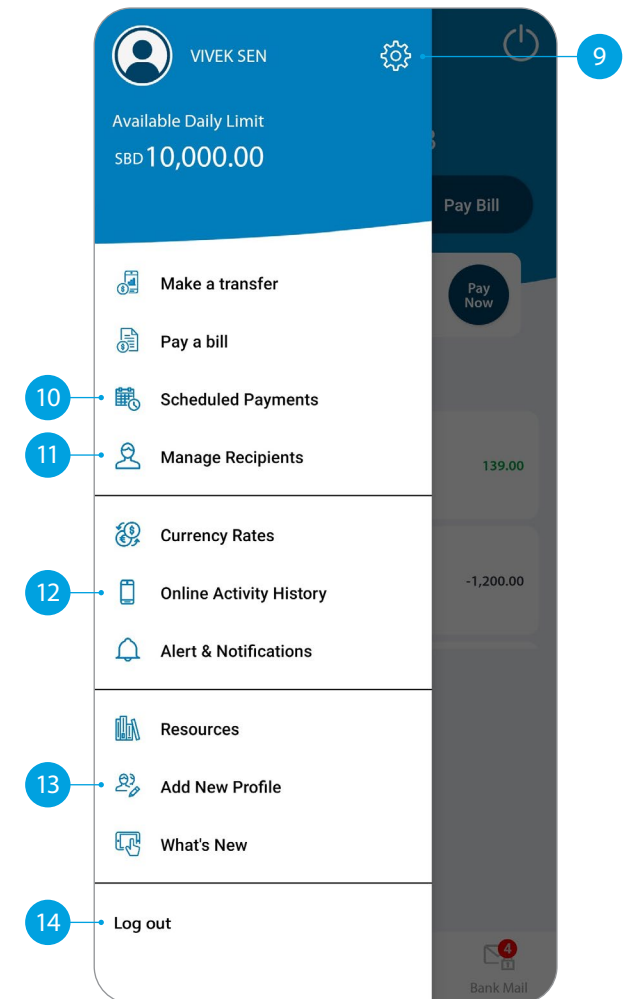 VIVEK SEN
9
Available Daily Limit
SBD 10,000.00
Pay Bill
Make a transfer
Pay
Now
Pay a bill
10
Scheduled Payments
11
Manage Recipients
139.00
Currency Rates
12
Online Activity History
-1,200.00
Alert & Notifications
Resources
13
Add New Profile
What's New
14
Log out
4
Bank Mail